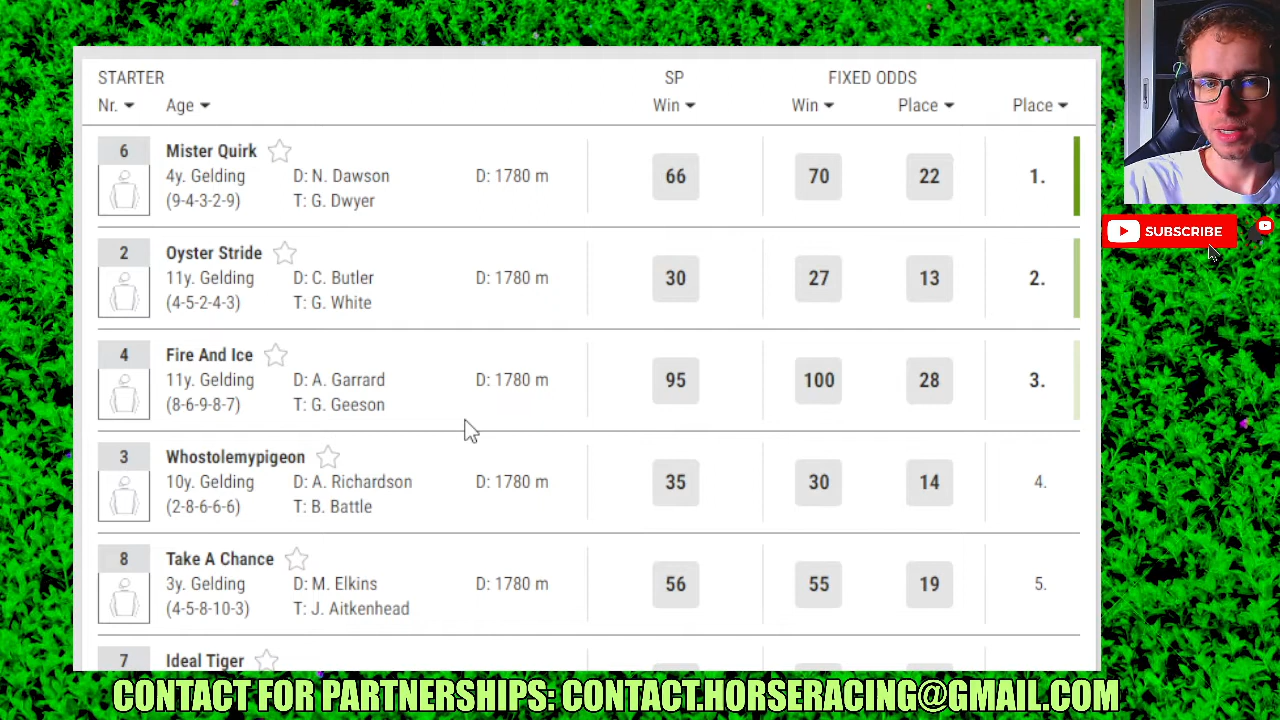 STARTER SP FIXED ODDS
Nr. Age Win Win Place Place
6 Mister Quirk
4y. Gelding D: N. Dawson D: 1780 m 66 70 22 1.
(9-4-3-2-9) T: G. Dwyer
2 Oyster Stride
11y. Gelding D: C. Butler D: 1780 m 30 27 13 2.
(4-5-2-4-3) T: G. White
4 Fire And Ice
11y. Gelding D: A. Garrard D: 1780 m 95 100 28 3.
(8-6-9-8-7) T: G. Geeson
3 Whostolemypigeon
10y. Gelding D: A. Richardson D: 1780 m 35 30 14 4.
(2-8-6-6-6) T: B. Battle
8 Take A Chance
3y. Gelding D: M. Elkins D: 1780 m 56 55 19 5.
(4-5-8-10-3) T: J. Aitkenhead
7 Ideal Tiger
SUBSCRIBE
CONTACT FOR PARTNERSHIPS: CONTACT.HORSERACING@GMAIL.COM